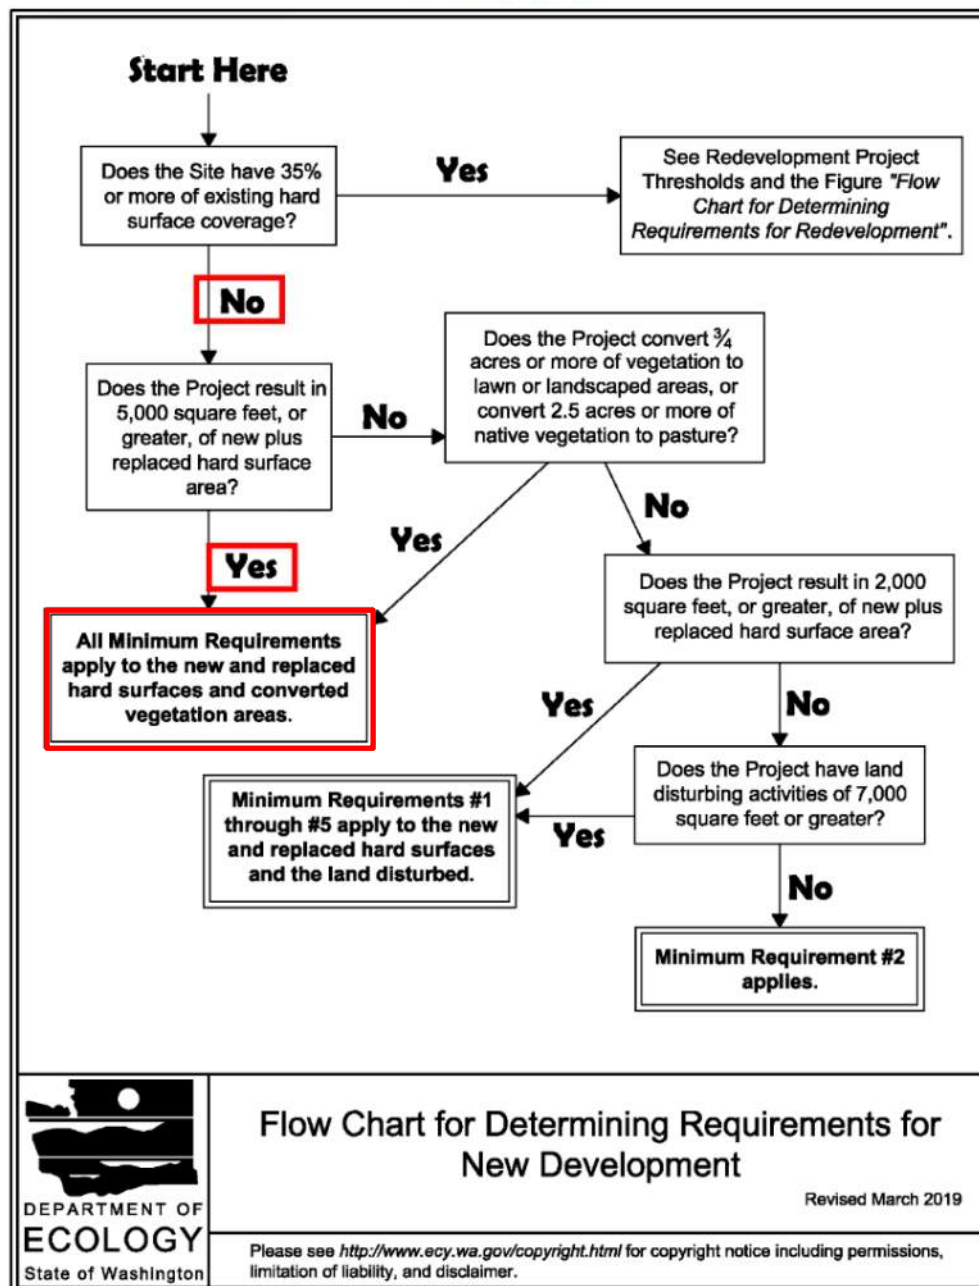 Start Here
Does the Site have 35%
or more of existing hard
surface coverage?
Yes
See Redevelopment Project
Thresholds and the Figure "Flow
Chart for Determining
Requirements for Redevelopment".
No
Does the Project result in
5,000 square feet, or
greater, of new plus
replaced hard surface
area?
No
Does the Project convert ¾
acres or more of vegetation to
lawn or landscaped areas, or
convert 2.5 acres or more of
native vegetation to pasture?
Yes
Yes
No
All Minimum Requirements
apply to the new and replaced
hard surfaces and converted
vegetation areas.
Does the Project result in 2,000
square feet, or greater, of new plus
replaced hard surface area?
Yes
No
Minimum Requirements #1
through #5 apply to the new
and replaced hard surfaces
and the land disturbed.
Yes
Does the Project have land
disturbing activities of 7,000
square feet or greater?
No
Minimum Requirement #2
applies.
DEPARTMENT OF
ECOLOGY
State of Washington
Flow Chart for Determining Requirements for
New Development
Revised March 2019
Please see http://www.ecy.wa.gov/copyright.html for copyright notice including permissions,
limitation of liability, and disclaimer.